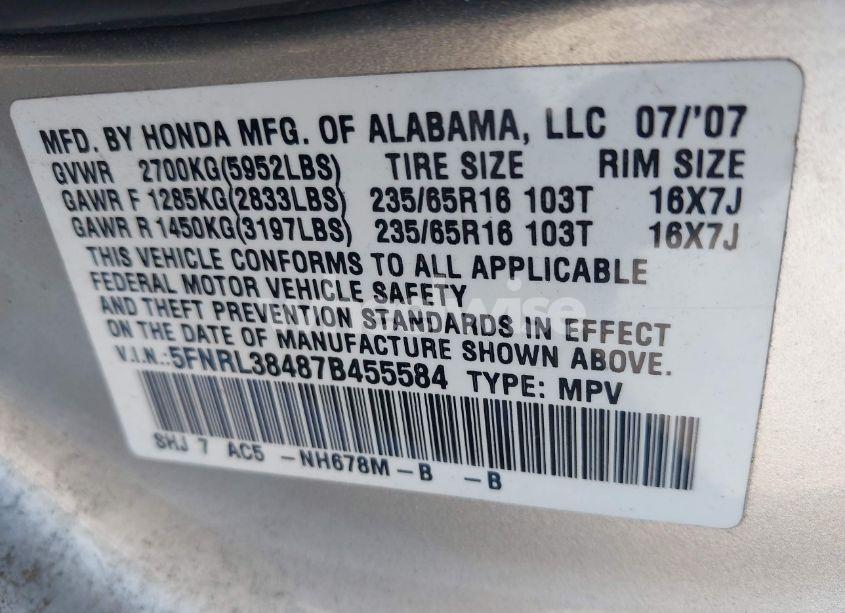 MFD. BY HONDA MFG. OF ALABAMA, LLC 07/'07
GVWR 2700KG(5952LBS) TIRE SIZE RIM SIZE
GAWR F 1285KG(2833LBS) 235/65R16 103T 16X7J
GAWR R 1450KG(3197LBS) 235/65R16 103T 16X7J
THIS VEHICLE CONFORMS TO ALL APPLICABLE
FEDERAL MOTOR VEHICLE SAFETY
AND THEFT PREVENTION STANDARDS IN EFFECT
ON THE DATE OF MANUFACTURE SHOWN ABOVE.
V.I.N.: 5FNRL38487B455584 TYPE: MPV
SHJ 7 AC5 -NH678M-B -B